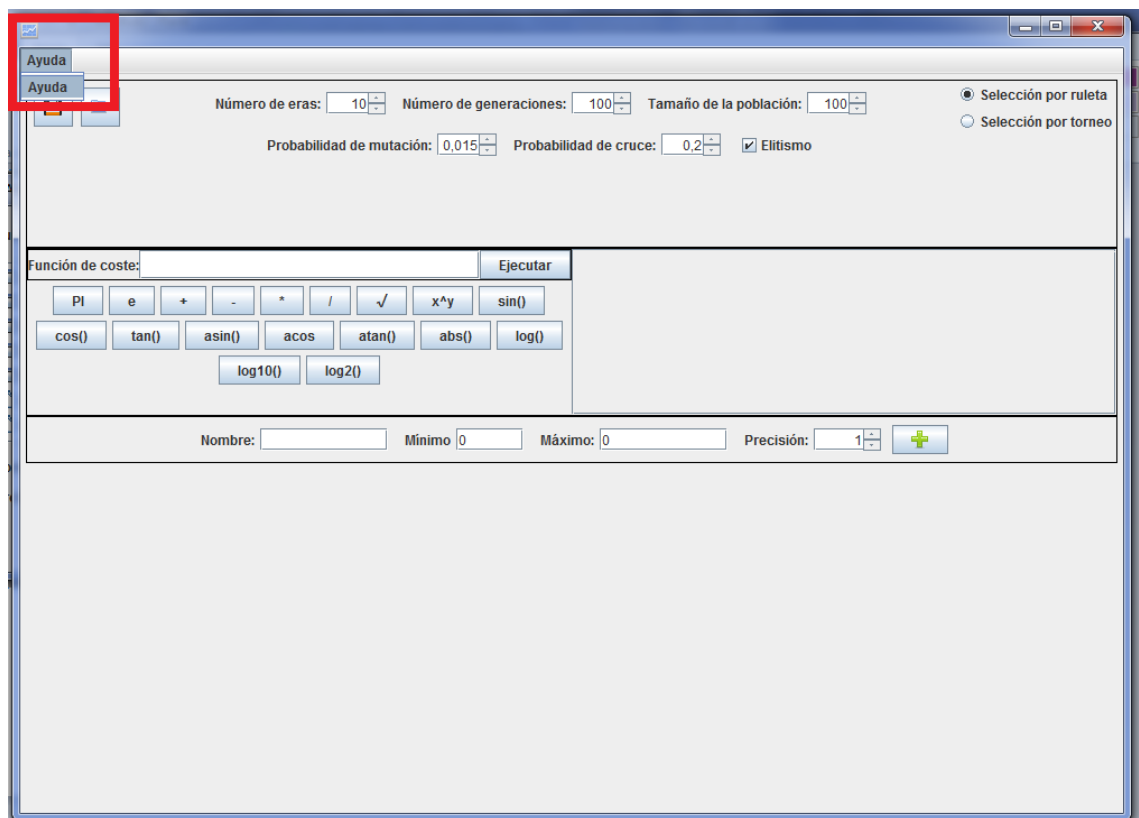 Ayuda
Ayuda
Número de eras: 10 Número de generaciones: 100 Tamaño de la población: 100 Selección por ruleta
Selección por torneo
Probabilidad de mutación: 0,015 Probabilidad de cruce: 0,2 Elitismo
Función de coste: Ejecutar
PI e + - * / √ x^y sin()
cos() tan() asin() acos atan() abs() log()
log10() log2()
Nombre: Mínimo 0 Máximo: 0 Precisión: 1